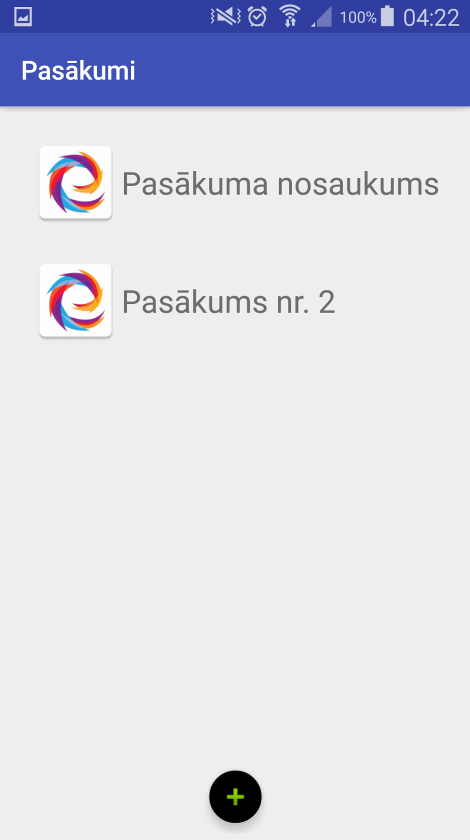 100% 04:22
Pasākumi
Pasākuma nosaukums
Pasākums nr. 2
+